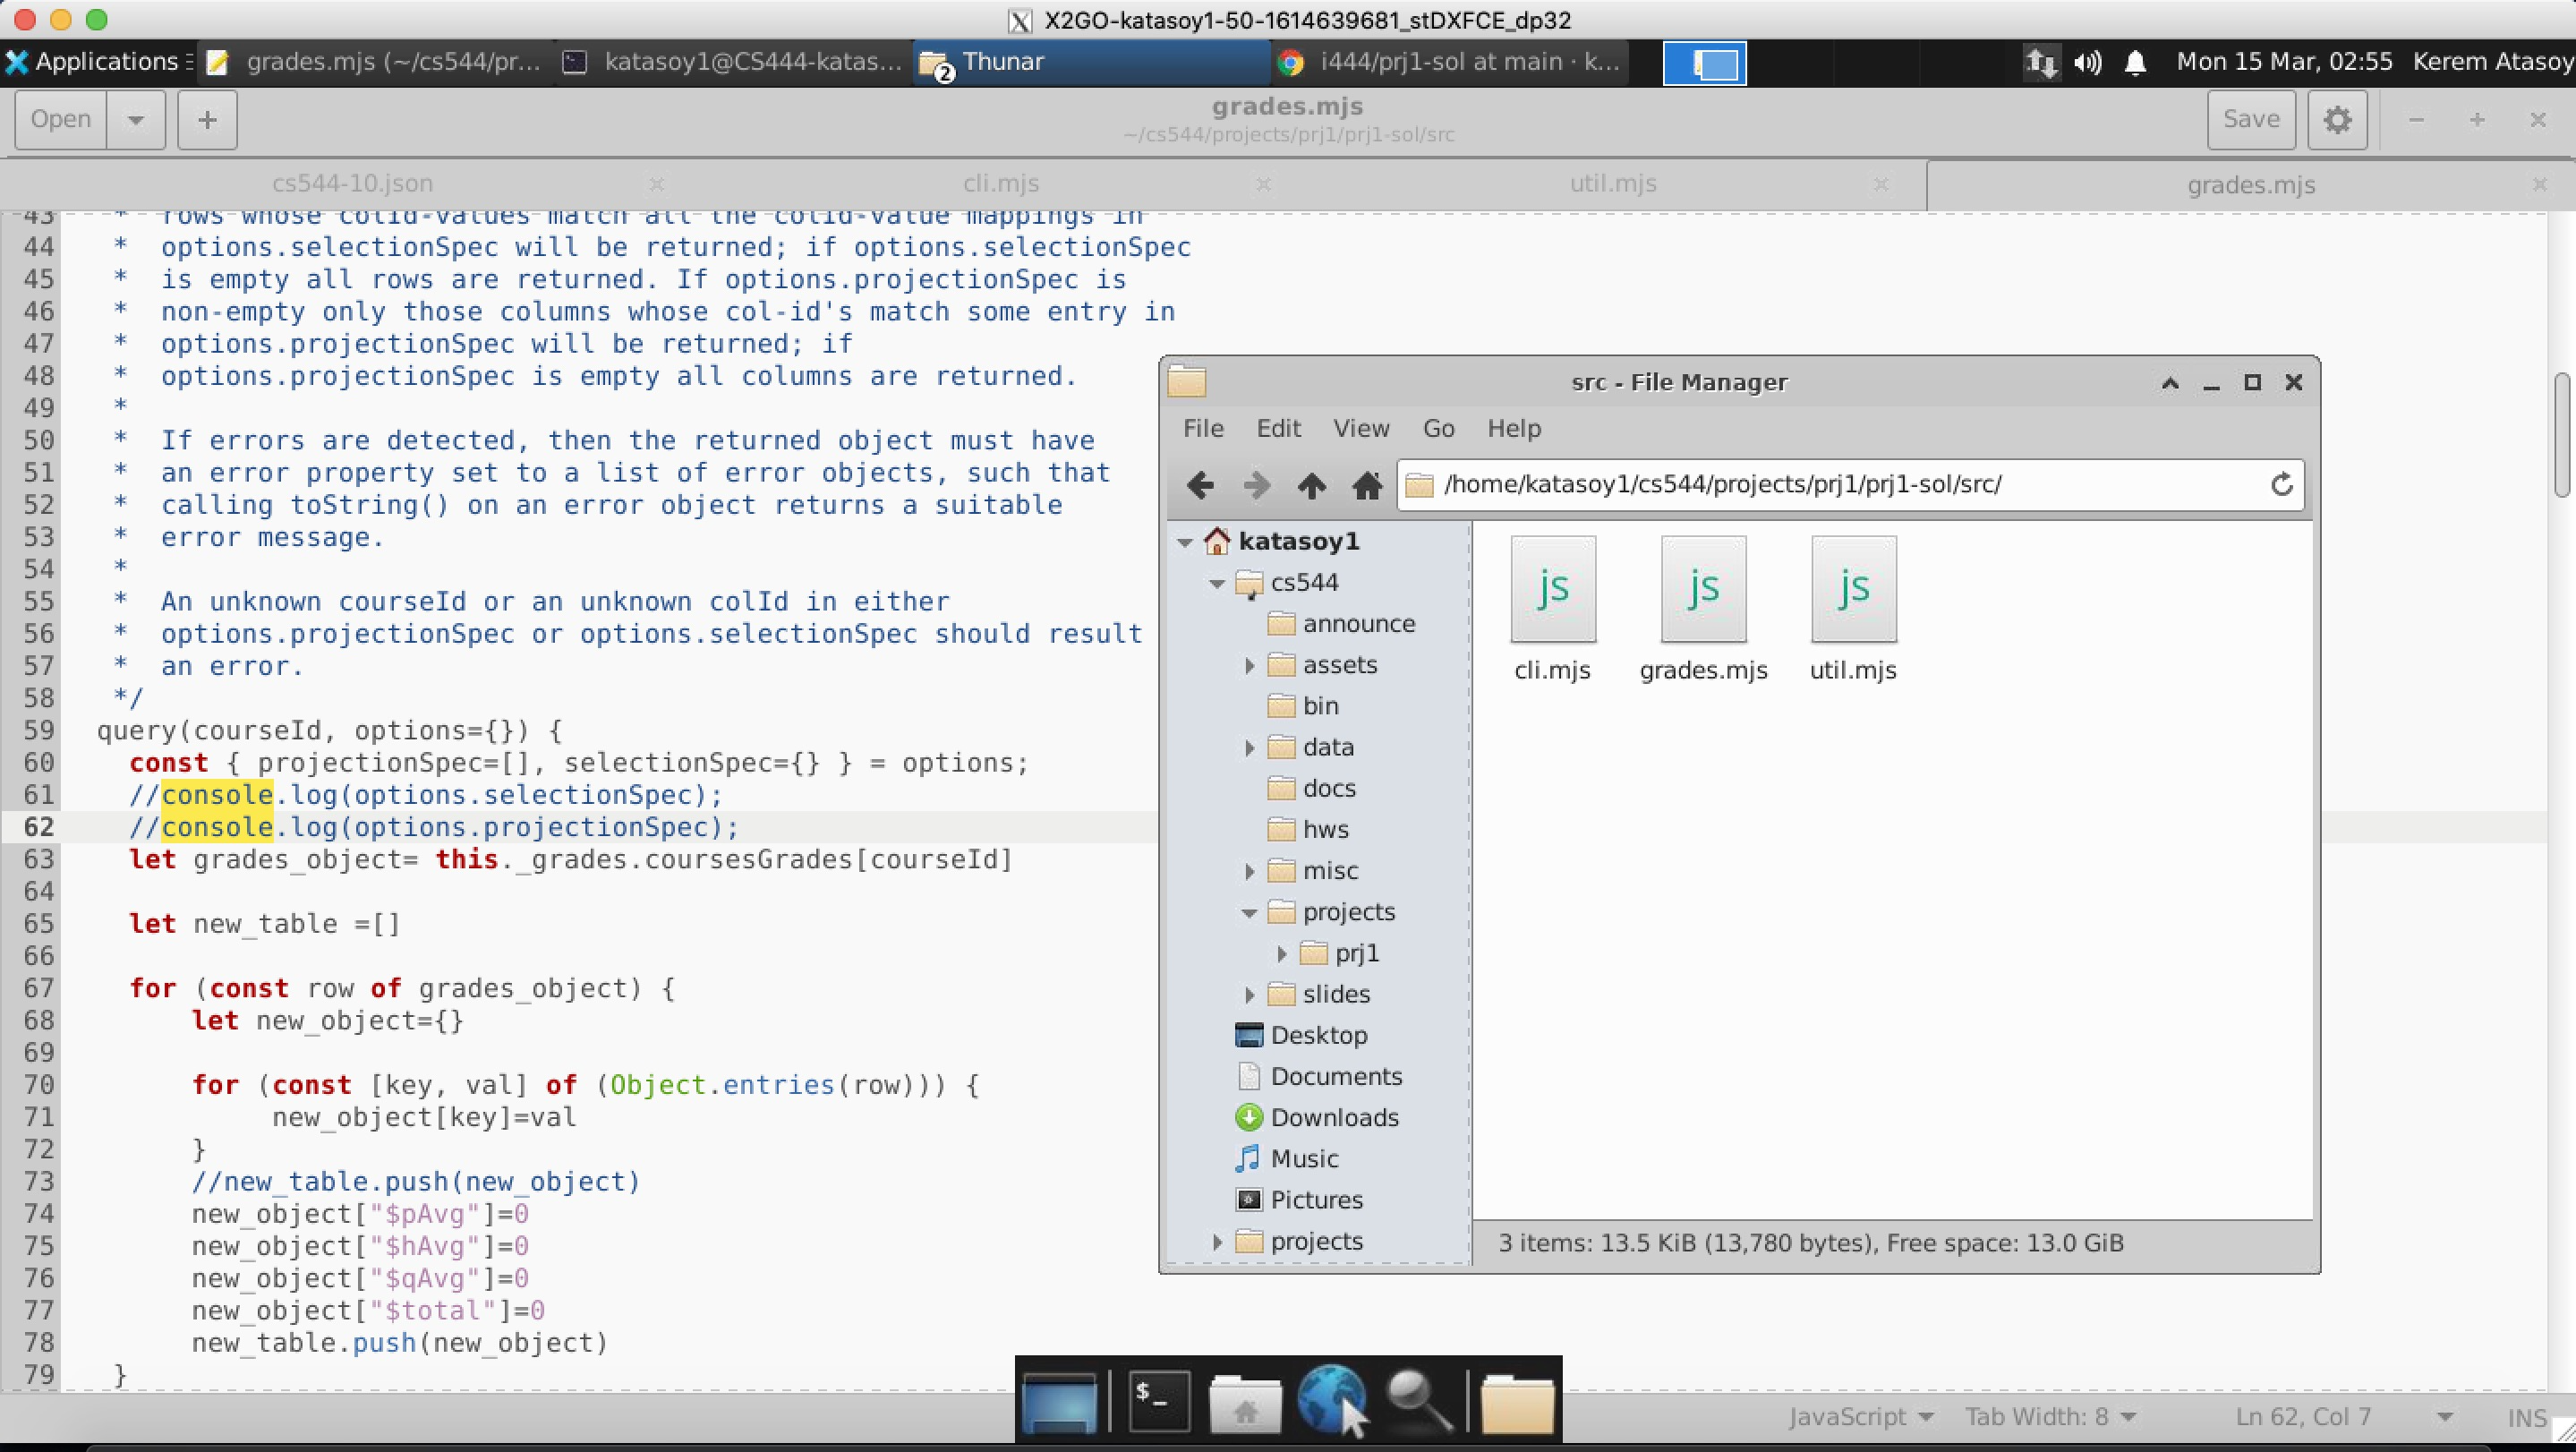 X2GO-katasoy1-50-1614639681_stDXFCE_dp32
Applications
grades.mjs (~/cs544/pr...
katasoy1@CS444-katas...
2
Thunar
i444/prj1-sol at main · k...
Mon 15 Mar, 02:55
Kerem Atasoy
Open
+
grades.mjs
~/cs544/projects/prj1/prj1-sol/src
Save
cs544-10.json
cli.mjs
util.mjs
grades.mjs
43 * rows whose colid-values match all the colid-value mappings in
44 * options.selectionSpec will be returned; if options.selectionSpec
45 * is empty all rows are returned. If options.projectionSpec is
46 * non-empty only those columns whose col-id's match some entry in
47 * options.projectionSpec will be returned; if
48 * options.projectionSpec is empty all columns are returned.
49 *
50 * If errors are detected, then the returned object must have
51 * an error property set to a list of error objects, such that
52 * calling toString() on an error object returns a suitable
53 * error message.
54 *
55 * An unknown courseId or an unknown colId in either
56 * options.projectionSpec or options.selectionSpec should result
57 * an error.
58 */
59 query(courseId, options={}) {
60 const { projectionSpec=[], selectionSpec={} } = options;
61 //console.log(options.selectionSpec);
62 //console.log(options.projectionSpec);
63 let grades_object= this._grades.coursesGrades[courseId]
64
65 let new_table =[]
66
67 for (const row of grades_object) {
68 let new_object={}
69
70 for (const [key, val] of (Object.entries(row))) {
71 new_object[key]=val
72 }
73 //new_table.push(new_object)
74 new_object["$pAvg"]=0
75 new_object["$hAvg"]=0
76 new_object["$qAvg"]=0
77 new_object["$total"]=0
78 new_table.push(new_object)
79 }
src - File Manager
File Edit View Go Help
/home/katasoy1/cs544/projects/prj1/prj1-sol/src/
katasoy1
cs544
announce
assets
bin
data
docs
hws
misc
projects
prj1
slides
Desktop
Documents
Downloads
Music
Pictures
projects
js js js
cli.mjs grades.mjs util.mjs
3 items: 13.5 KiB (13,780 bytes), Free space: 13.0 GiB
$_
JavaScript
Tab Width: 8
Ln 62, Col 7
INS